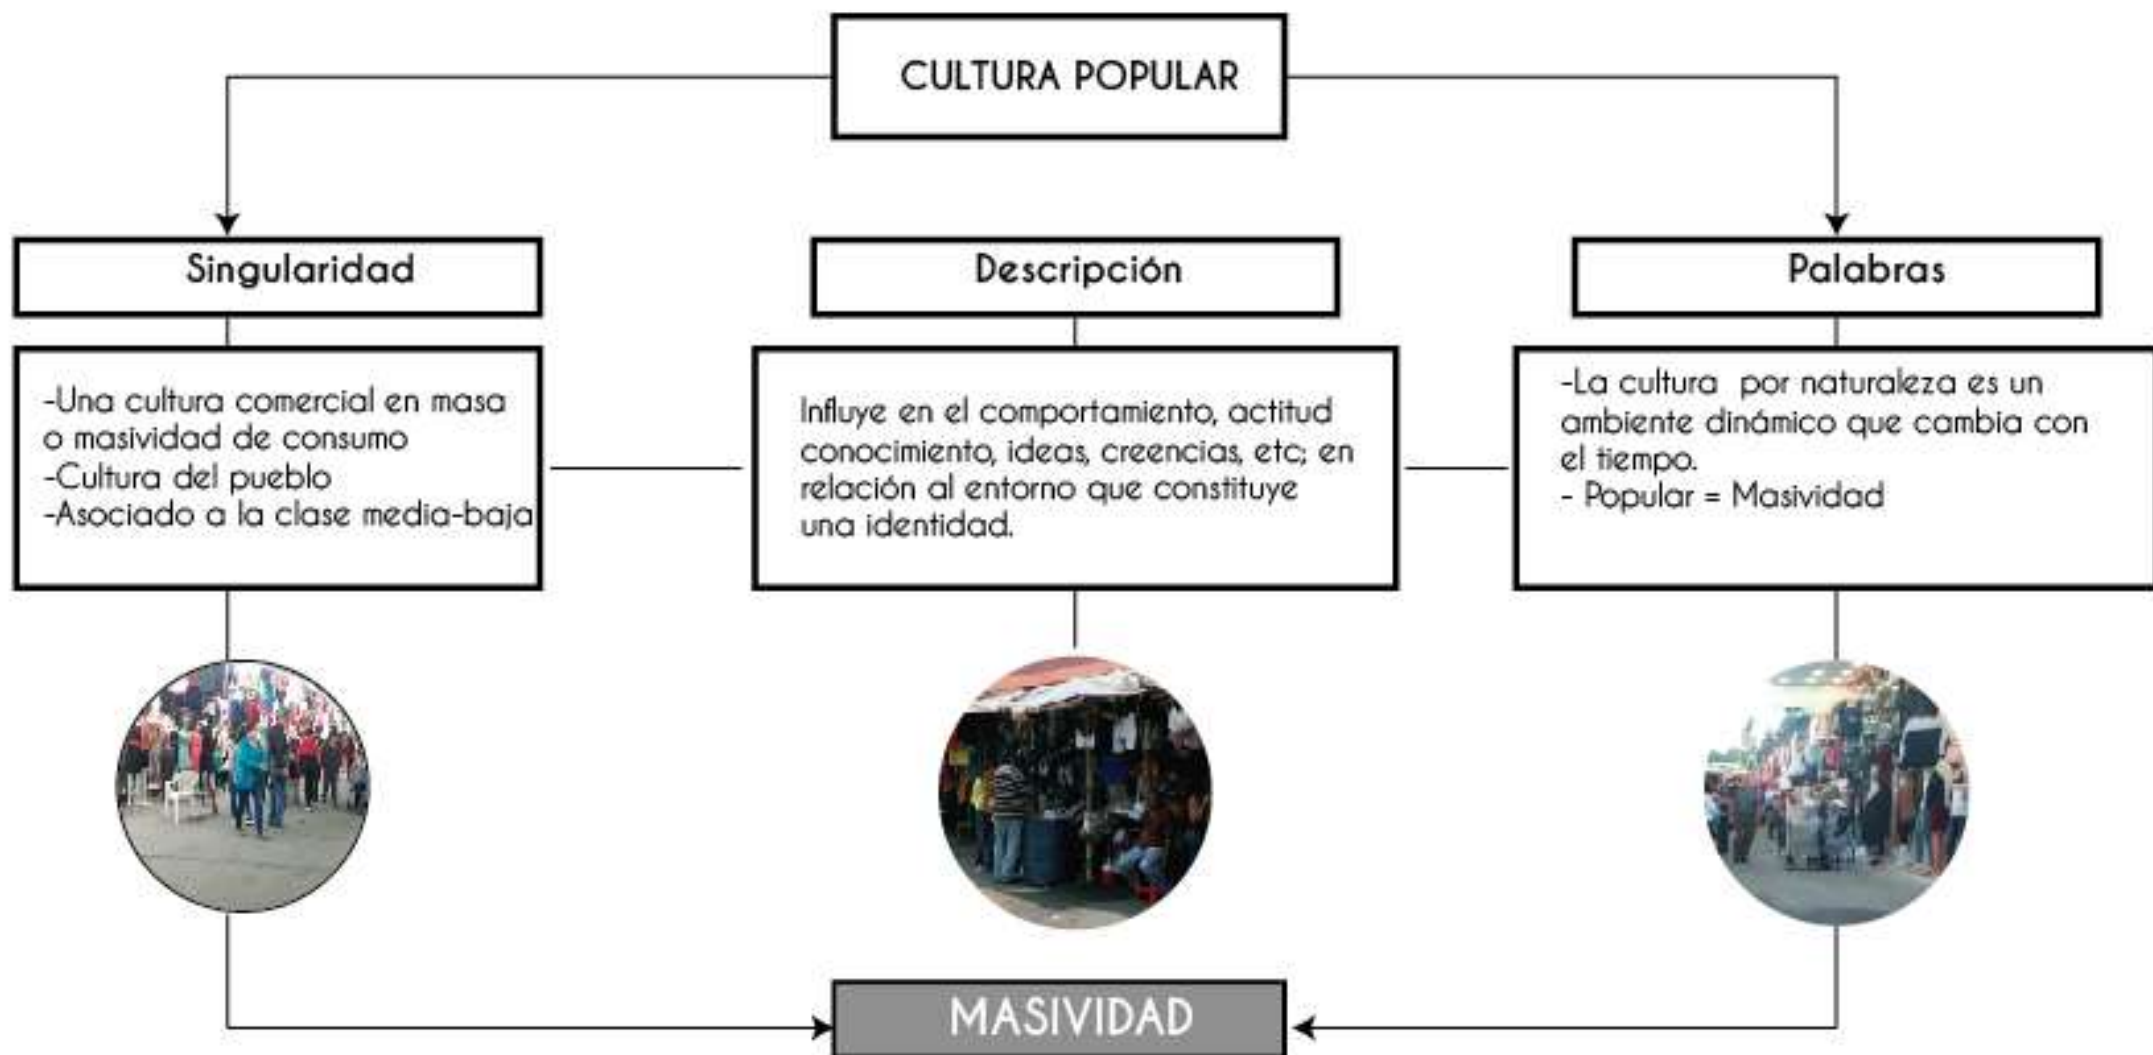 CULTURA POPULAR
Singularidad
-Una cultura comercial en masa
o masividad de consumo
-Cultura del pueblo
-Asociado a la clase media-baja
Descripción
Influye en el comportamiento, actitud
conocimiento, ideas, creencias, etc; en
relación al entorno que constituye
una identidad.
Palabras
-La cultura  por naturaleza es un
ambiente dinámico que cambia con
el tiempo.
- Popular = Masividad
MASIVIDAD